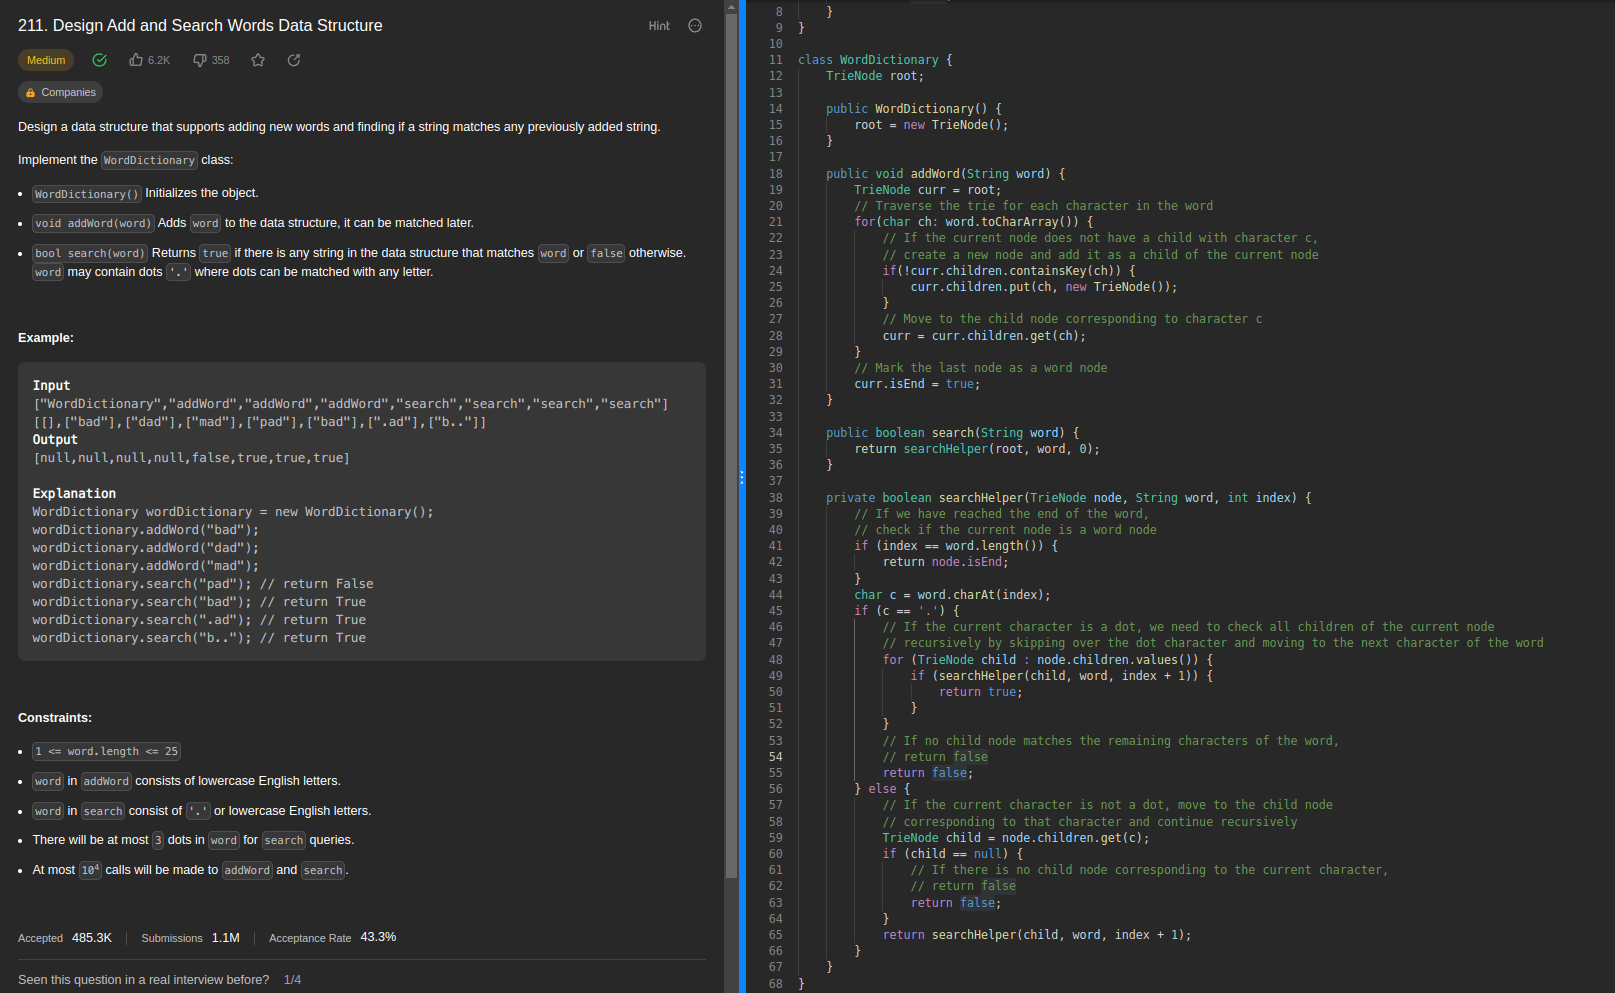 211. Design Add and Search Words Data Structure
Hint
Medium
6.2K
358
Companies
Design a data structure that supports adding new words and finding if a string matches any previously added string.
Implement the WordDictionary class:
• WordDictionary() Initializes the object.
• void addWord(word) Adds word to the data structure, it can be matched later.
• bool search(word) Returns true if there is any string in the data structure that matches word or false otherwise.
word may contain dots '.' where dots can be matched with any letter.
Example:
Input
["WordDictionary","addWord","addWord","addWord","search","search","search","search"]
[[],["bad"],["dad"],["mad"],["pad"],["bad"],[".ad"],["b.."]]
Output
[null,null,null,null,false,true,true,true]
Explanation
WordDictionary wordDictionary = new WordDictionary();
wordDictionary.addWord("bad");
wordDictionary.addWord("dad");
wordDictionary.addWord("mad");
wordDictionary.search("pad"); // return False
wordDictionary.search("bad"); // return True
wordDictionary.search(".ad"); // return True
wordDictionary.search("b.."); // return True
Constraints:
• 1 <= word.length <= 25
• word in addWord consists of lowercase English letters.
• word in search consist of '.' or lowercase English letters.
• There will be at most 3 dots in word for search queries.
• At most 10⁴ calls will be made to addWord and search.
Accepted 485.3K
Submissions 1.1M
Acceptance Rate 43.3%
Seen this question in a real interview before? 1/4
8     }
9 }
10
11 class WordDictionary {
12     TrieNode root;
13
14     public WordDictionary() {
15         root = new TrieNode();
16     }
17
18     public void addWord(String word) {
19         TrieNode curr = root;
20         // Traverse the trie for each character in the word
21         for(char ch: word.toCharArray()) {
22             // If the current node does not have a child with character c,
23             // create a new node and add it as a child of the current node
24             if(!curr.children.containsKey(ch)) {
25                 curr.children.put(ch, new TrieNode());
26             }
27             // Move to the child node corresponding to character c
28             curr = curr.children.get(ch);
29         }
30         // Mark the last node as a word node
31         curr.isEnd = true;
32     }
33
34     public boolean search(String word) {
35         return searchHelper(root, word, 0);
36     }
37
38     private boolean searchHelper(TrieNode node, String word, int index) {
39         // If we have reached the end of the word,
40         // check if the current node is a word node
41         if (index == word.length()) {
42             return node.isEnd;
43         }
44         char c = word.charAt(index);
45         if (c == '.') {
46             // If the current character is a dot, we need to check all children of the current node
47             // recursively by skipping over the dot character and moving to the next character of the word
48             for (TrieNode child : node.children.values()) {
49                 if (searchHelper(child, word, index + 1)) {
50                     return true;
51                 }
52             }
53             // If no child node matches the remaining characters of the word,
54             // return false
55             return false;
56         } else {
57             // If the current character is not a dot, move to the child node
58             // corresponding to that character and continue recursively
59             TrieNode child = node.children.get(c);
60             if (child == null) {
61                 // If there is no child node corresponding to the current character,
62                 // return false
63                 return false;
64             }
65             return searchHelper(child, word, index + 1);
66         }
67     }
68 }